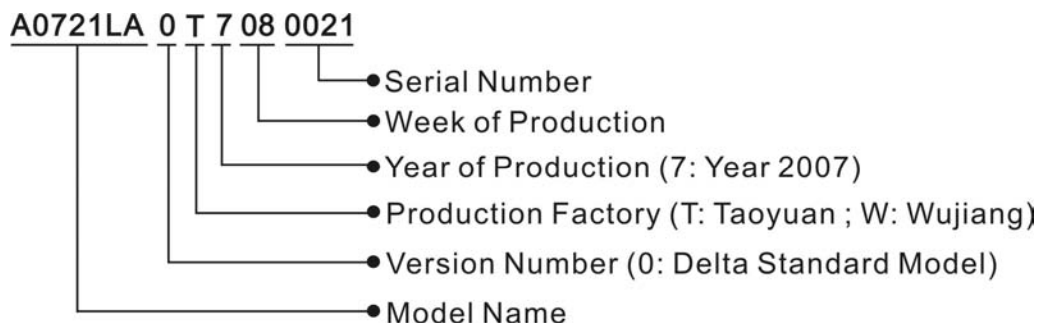 A0721LA 0 T 7 08 0021
Serial Number
Week of Production
Year of Production (7: Year 2007)
Production Factory (T: Taoyuan ; W: Wujiang)
Version Number (0: Delta Standard Model)
Model Name